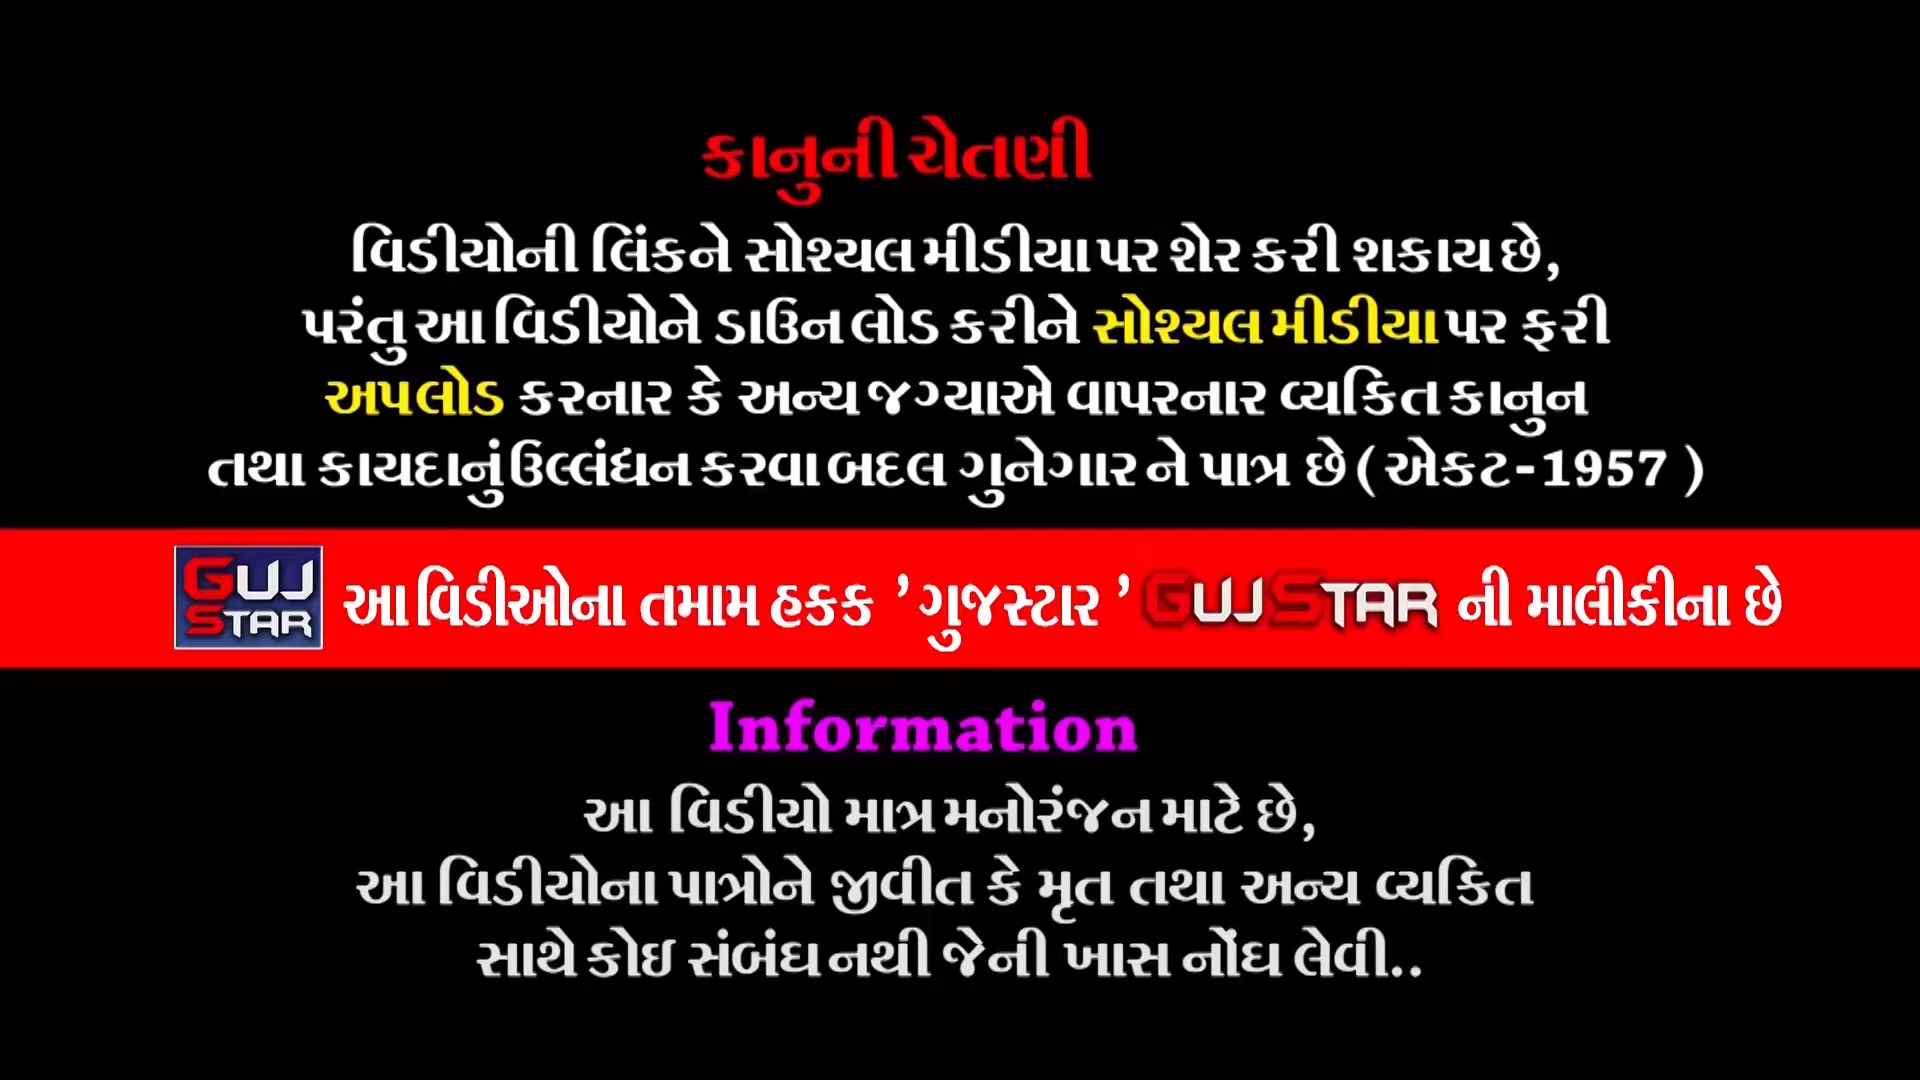 કાનુની ચેતણી
વિડીયોની લિંકને સોશ્યલ મીડીયા પર શેર કરી શકાય છે,
પરંતુ આ વિડીયોને ડાઉનલોડ કરીને સોશ્યલ મીડીયા પર ફરી
અપલોડ કરનાર કે અન્ય જગ્યાએ વાપરનાર વ્યકિત કાનુન
તથા કાયદાનું ઉલ્લંઘન કરવા બદલ ગુનેગાર ને પાત્ર છે ( એકટ-1957 )
GUJ STAR આ વિડીઓના તમામ હકક ' ગુજસ્ટાર ' GUJ STAR ની માલીકીના છે
Information
આ વિડીયો માત્ર મનોરંજન માટે છે,
આ વિડીયોના પાત્રોને જીવીત કે મૃત તથા અન્ય વ્યકિત
સાથે કોઇ સંબંઘ નથી જેની ખાસ નોંઘ લેવી..